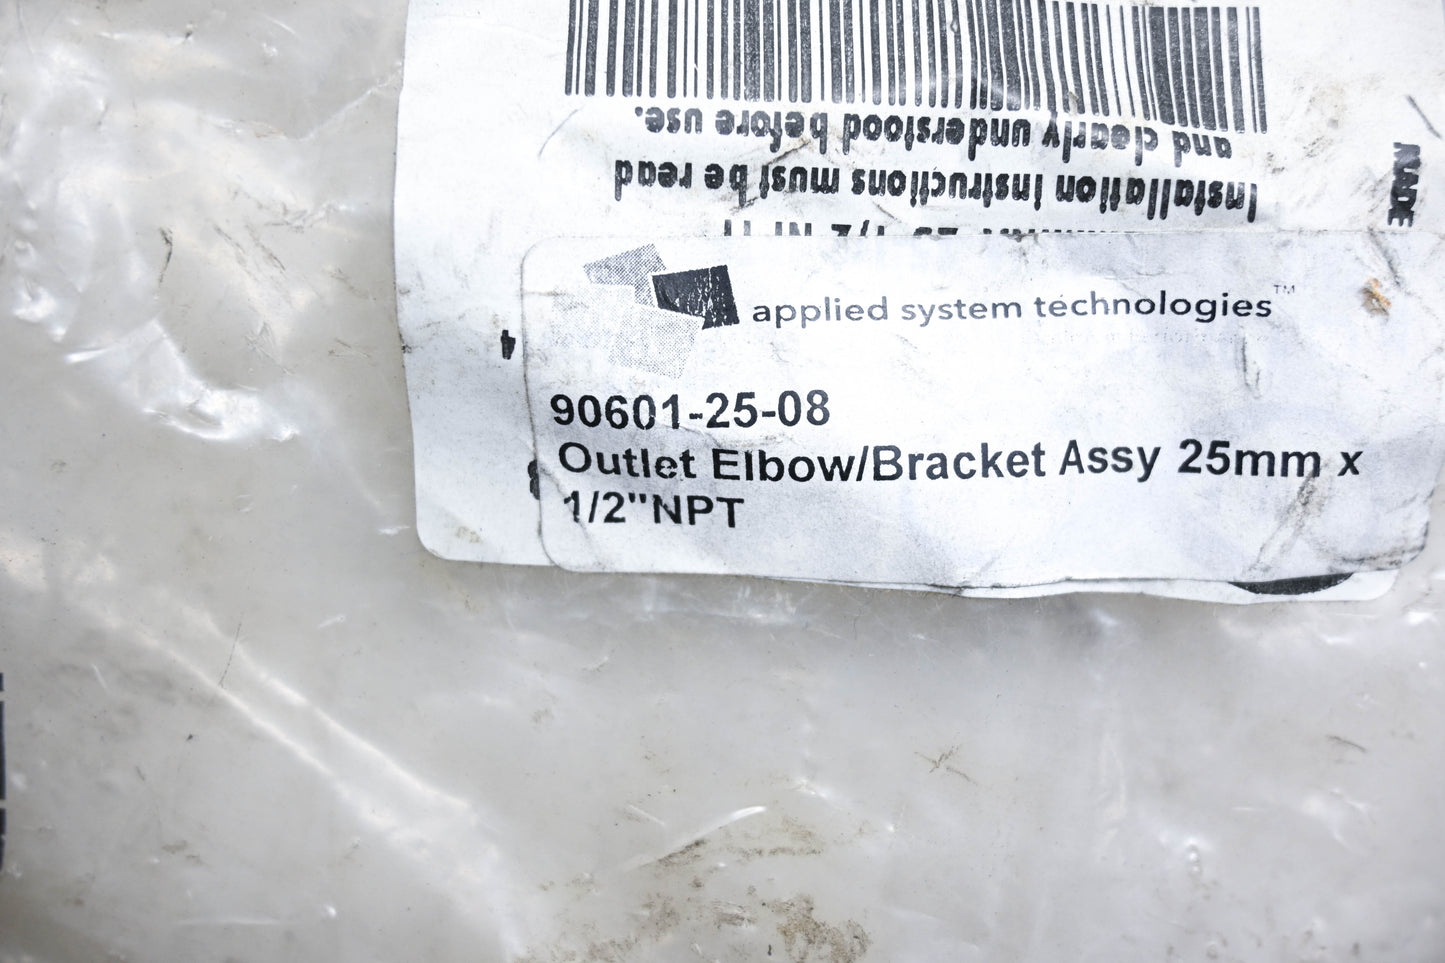 Installation instructions must be read
and clearly understood before use.
MADE
applied system technologies™
90601-25-08
Outlet Elbow/Bracket Assy 25mm x
1/2"NPT